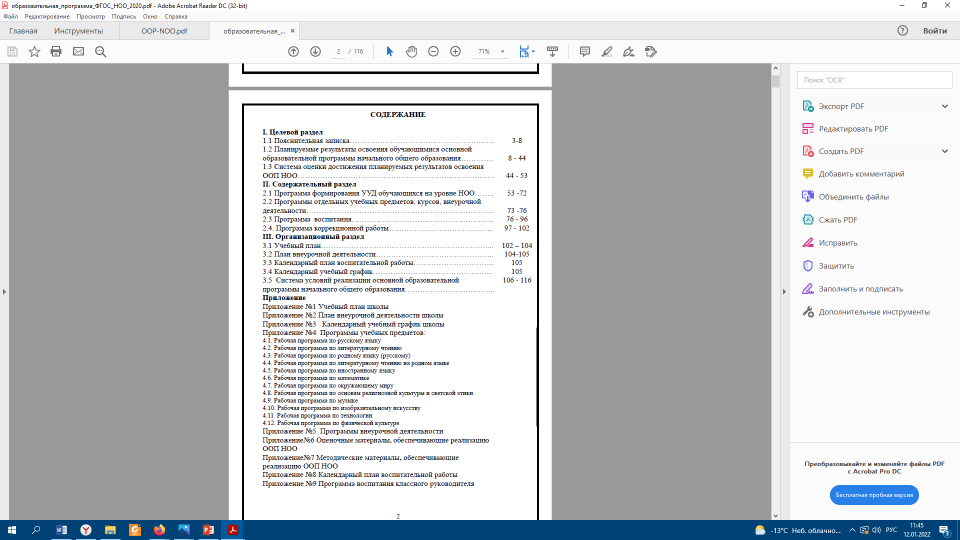 образовательная_программа_ФГОС_НОО_2020.pdf - Adobe Acrobat Reader DC (32-bit)
Файл Редактирование Просмотр Подпись Окно Справка
Главная Инструменты OOP-NOO.pdf образовательная_... × Войти
2 / 116 71%
СОДЕРЖАНИЕ
I. Целевой раздел
1.1 Пояснительная записка………………………………………………… 3-8
1.2 Планируемые результаты освоения обучающимися основной
образовательной программы начального общего образования………… 8 - 44
1.3 Система оценки достижения планируемых результатов освоения
ООП НОО…………………………………………………………………… 44 - 53
II. Содержательный раздел
2.1 Программа формирования УУД обучающихся на уровне НОО…….. 53 -72
2.2 Программы отдельных учебных предметов, курсов, внеурочной
деятельности………………………………………………………………… 73 -76
2.3 Программа воспитания………………………………………………… 76 - 96
2.4. Программа коррекционной работы…………………………………… 97 - 102
III. Организационный раздел
3.1 Учебный план…………………………………………………………… 102 – 104
3.2 План внеурочной деятельности………………………………………… 104-105
3.3 Календарный план воспитательной работы…………………………… 105
3.4 Календарный учебный график………………………………………… 105
3.5 Система условий реализации основной образовательной 106 - 116
программы начального общего образования……………………………
Приложение
Приложение №1 Учебный план школы
Приложение №2 План внеурочной деятельности школы
Приложение №3 Календарный учебный график школы
Приложение №4 Программы учебных предметов:
4.1. Рабочая программа по русскому языку
4.2. Рабочая программа по литературному чтению
4.3. Рабочая программа по родному языку (русскому)
4.4. Рабочая программа по литературному чтению на родном языке
4.5. Рабочая программа по иностранному языку
4.6. Рабочая программа по математике
4.7. Рабочая программа по окружающему миру
4.8. Рабочая программа по основам религиозной культуры и светской этики
4.9. Рабочая программа по музыке
4.10. Рабочая программа по изобразительному искусству
4.11. Рабочая программа по технологии
4.12. Рабочая программа по физической культуре
Приложение №5 Программы внеурочной деятельности
Приложение№6 Оценочные материалы, обеспечивающие реализацию
ООП НОО
Приложение№7 Методические материалы, обеспечивающие
реализацию ООП НОО
Приложение №8 Календарный план воспитательной работы
Приложение №9 Программа воспитания классного руководителя
2
Поиск "OCR"
Экспорт PDF
Редактировать PDF
Создать PDF
Добавить комментарий
Объединить файлы
Сжать PDF
Исправить
Защитить
Заполнить и подписать
Дополнительные инструменты
Преобразовывайте и изменяйте файлы PDF
с Acrobat Pro DC
Бесплатная пробная версия
-13°C Неб. облачно... РУС
11:45
12.01.2022
3